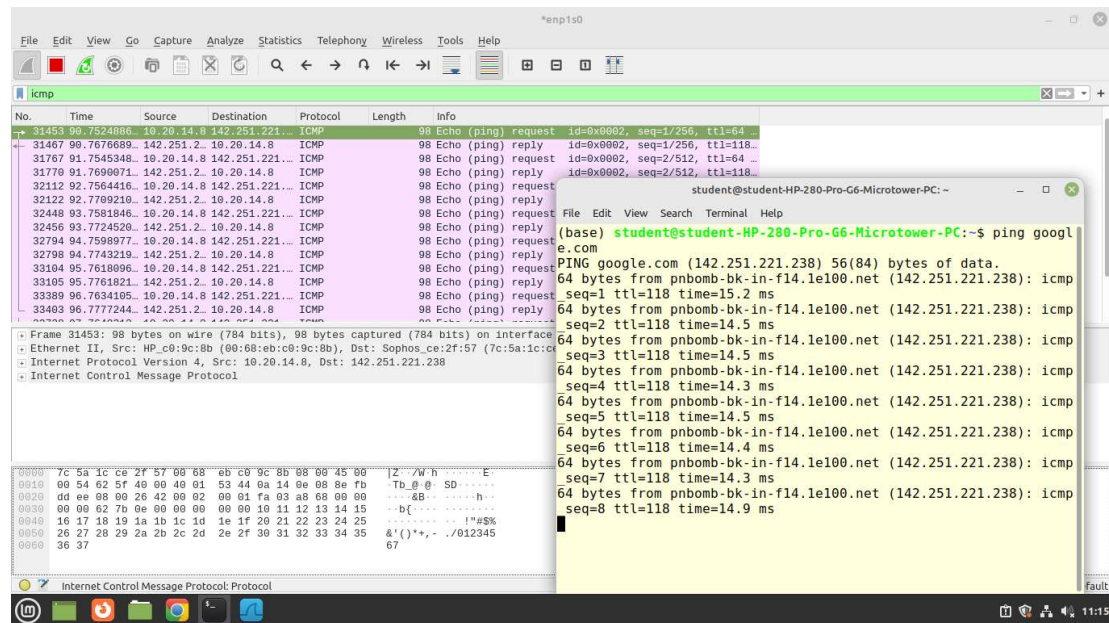 *enp1s0
File Edit View Go Capture Analyze Statistics Telephony Wireless Tools Help
icmp
No. Time Source Destination Protocol Length Info
31453 90.7524886… 10.20.14.8 142.251.221.… ICMP 98 Echo (ping) request id=0x0002, seq=1/256, ttl=64 …
31467 90.7676689… 142.251.2… 10.20.14.8 ICMP 98 Echo (ping) reply id=0x0002, seq=1/256, ttl=118…
31767 91.7545348… 10.20.14.8 142.251.221.… ICMP 98 Echo (ping) request id=0x0002, seq=2/512, ttl=64 …
31770 91.7690071… 142.251.2… 10.20.14.8 ICMP 98 Echo (ping) reply id=0x0002, seq=2/512, ttl=118…
32112 92.7564416… 10.20.14.8 142.251.221.… ICMP 98 Echo (ping) request
32122 92.7709210… 142.251.2… 10.20.14.8 ICMP 98 Echo (ping) reply
32448 93.7581846… 10.20.14.8 142.251.221.… ICMP 98 Echo (ping) request
32456 93.7724520… 142.251.2… 10.20.14.8 ICMP 98 Echo (ping) reply
32794 94.7598977… 10.20.14.8 142.251.221.… ICMP 98 Echo (ping) request
32798 94.7743219… 142.251.2… 10.20.14.8 ICMP 98 Echo (ping) reply
33104 95.7618096… 10.20.14.8 142.251.221.… ICMP 98 Echo (ping) request
33105 95.7761821… 142.251.2… 10.20.14.8 ICMP 98 Echo (ping) reply
33389 96.7634105… 10.20.14.8 142.251.221.… ICMP 98 Echo (ping) request
33403 96.7777244… 142.251.2… 10.20.14.8 ICMP 98 Echo (ping) reply
Frame 31453: 98 bytes on wire (784 bits), 98 bytes captured (784 bits) on interface
Ethernet II, Src: HP_c0:9c:8b (00:68:eb:c0:9c:8b), Dst: Sophos_ce:2f:57 (7c:5a:1c:ce
Internet Protocol Version 4, Src: 10.20.14.8, Dst: 142.251.221.238
Internet Control Message Protocol
0000 7c 5a 1c ce 2f 57 00 68 eb c0 9c 8b 08 00 45 00 |Z··/W·h ······E·
0010 00 54 62 5f 40 00 40 01 53 44 0a 14 0e 08 8e fb ·Tb_@·@· SD······
0020 dd ee 08 00 26 42 00 02 00 01 fa 03 a8 68 00 00 ····&B·· ·····h··
0030 00 00 62 7b 0e 00 00 00 00 00 10 11 12 13 14 15 ··b{···· ········
0040 16 17 18 19 1a 1b 1c 1d 1e 1f 20 21 22 23 24 25 ········ ·· !"#$%
0050 26 27 28 29 2a 2b 2c 2d 2e 2f 30 31 32 33 34 35 &'()*+,- ./012345
0060 36 37 67
Internet Control Message Protocol: Protocol
fault
student@student-HP-280-Pro-G6-Microtower-PC: ~
File Edit View Search Terminal Help
(base) student@student-HP-280-Pro-G6-Microtower-PC:~$ ping googl
e.com
PING google.com (142.251.221.238) 56(84) bytes of data.
64 bytes from pnbomb-bk-in-f14.1e100.net (142.251.221.238): icmp
_seq=1 ttl=118 time=15.2 ms
64 bytes from pnbomb-bk-in-f14.1e100.net (142.251.221.238): icmp
_seq=2 ttl=118 time=14.5 ms
64 bytes from pnbomb-bk-in-f14.1e100.net (142.251.221.238): icmp
_seq=3 ttl=118 time=14.5 ms
64 bytes from pnbomb-bk-in-f14.1e100.net (142.251.221.238): icmp
_seq=4 ttl=118 time=14.3 ms
64 bytes from pnbomb-bk-in-f14.1e100.net (142.251.221.238): icmp
_seq=5 ttl=118 time=14.5 ms
64 bytes from pnbomb-bk-in-f14.1e100.net (142.251.221.238): icmp
_seq=6 ttl=118 time=14.4 ms
64 bytes from pnbomb-bk-in-f14.1e100.net (142.251.221.238): icmp
_seq=7 ttl=118 time=14.3 ms
64 bytes from pnbomb-bk-in-f14.1e100.net (142.251.221.238): icmp
_seq=8 ttl=118 time=14.9 ms
11:15